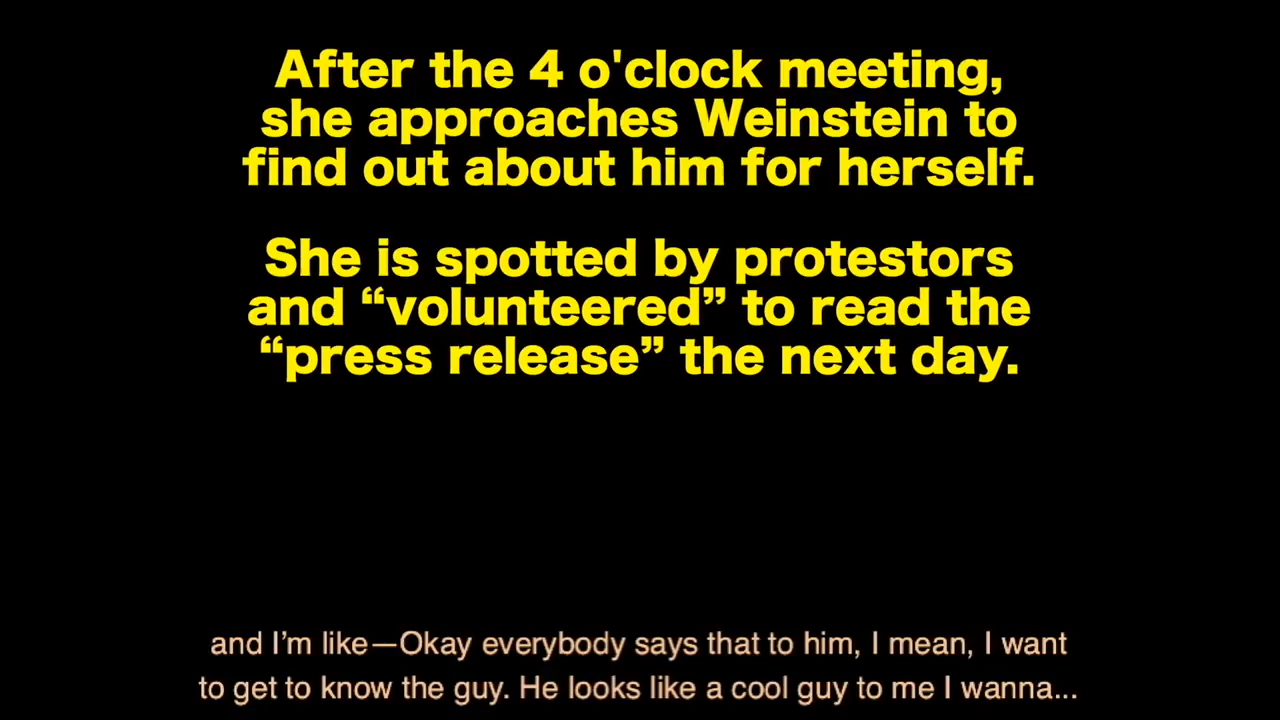 After the 4 o'clock meeting,
she approaches Weinstein to
find out about him for herself.
She is spotted by protestors
and “volunteered” to read the
“press release” the next day.
and I’m like—Okay everybody says that to him, I mean, I want
to get to know the guy. He looks like a cool guy to me I wanna...